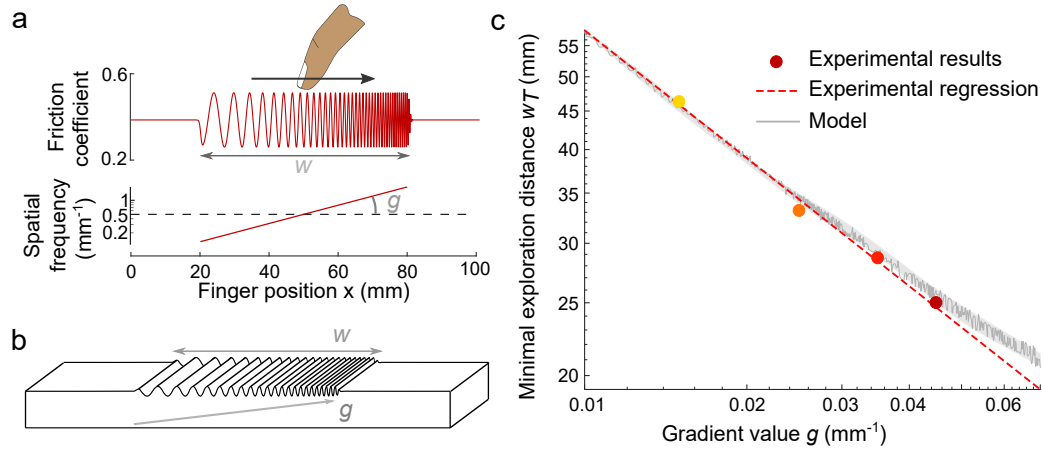 a
0.6
Friction
coefficient
0.2
w
Spatial
frequency
(mm⁻¹)
1
0.5
0.2
g
0 20 40 60 80 100
Finger position x (mm)
b
w
g
c
Minimal exploration distance wT (mm)
55
50
45
40
35
30
25
20
Experimental results
Experimental regression
Model
0.01 0.02 0.03 0.04 0.06
Gradient value g (mm⁻¹)